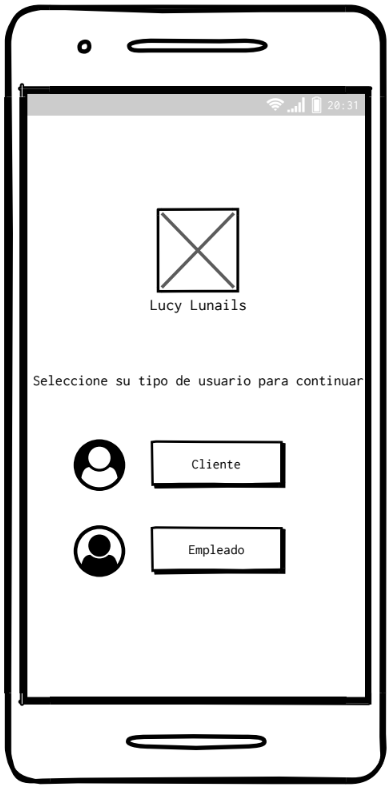 20:31
Lucy Lunails
Seleccione su tipo de usuario para continuar
Cliente
Empleado